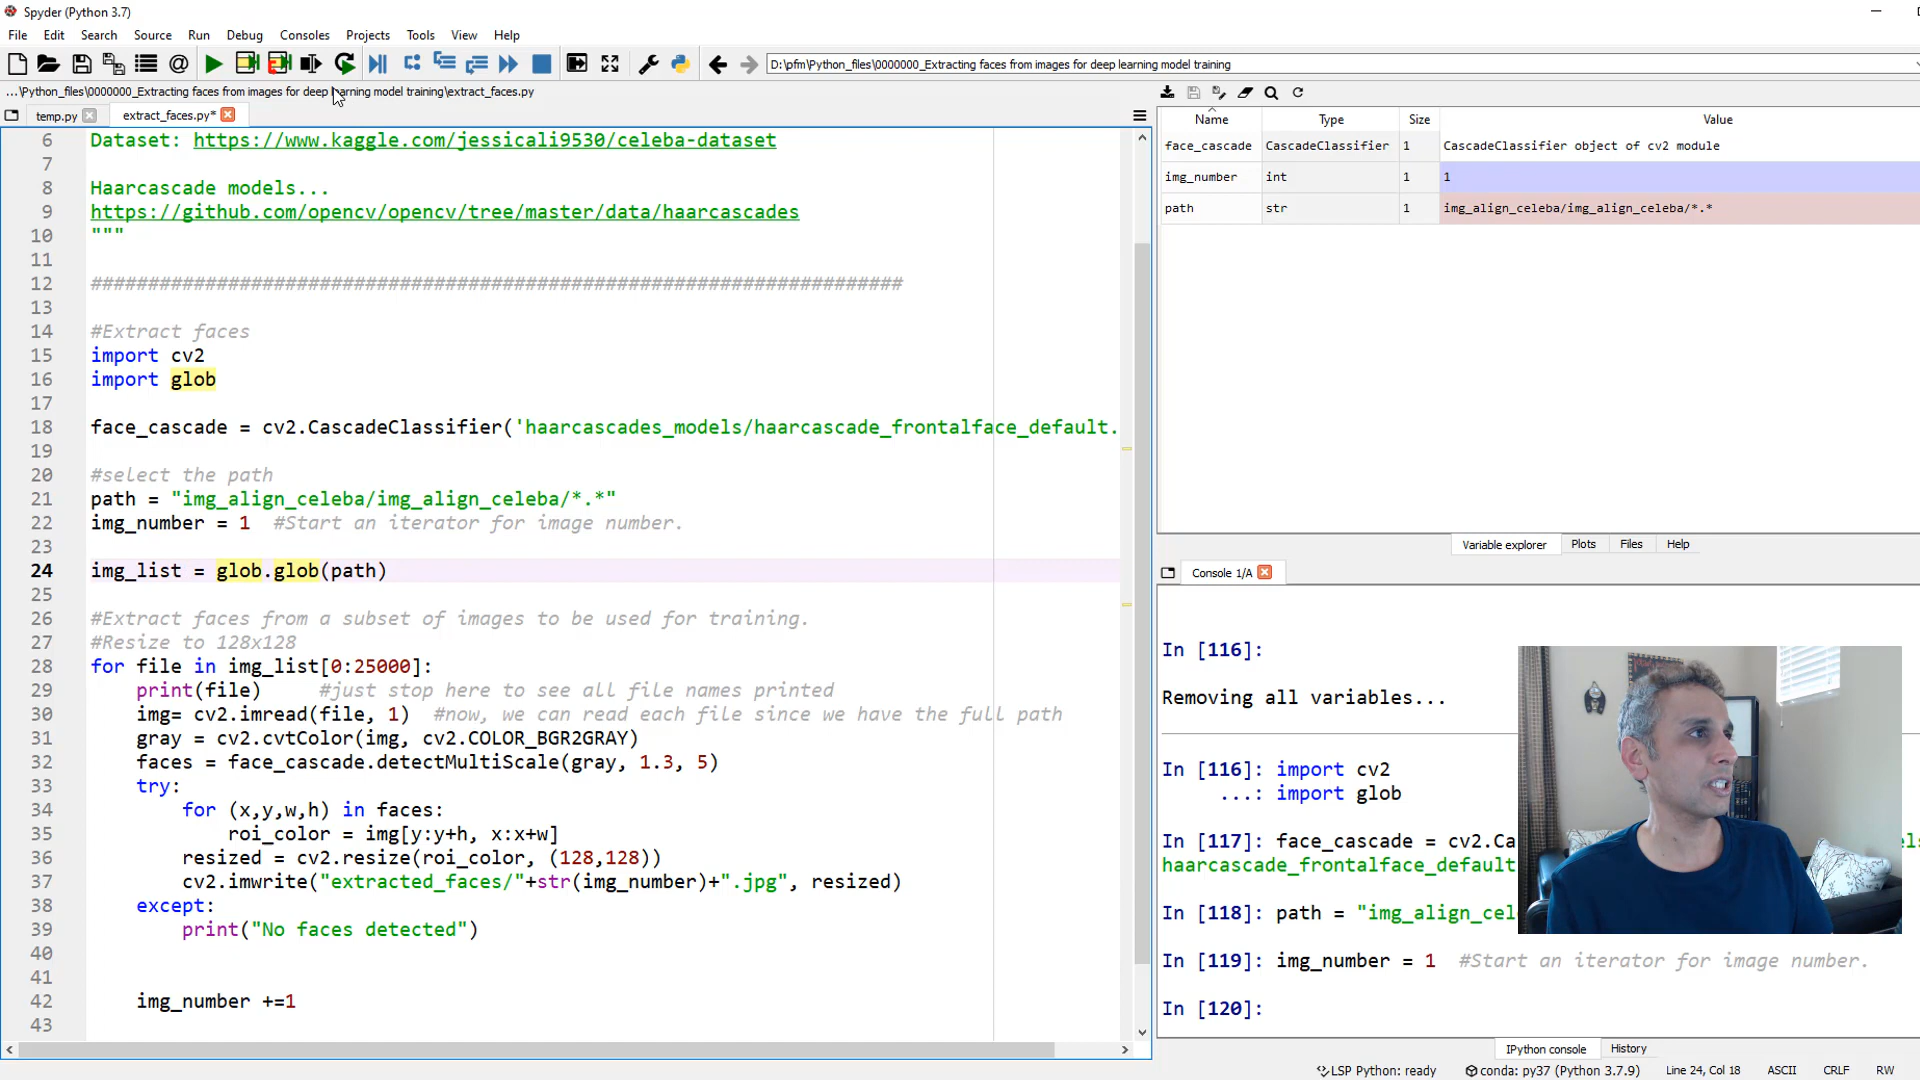 Spyder (Python 3.7)
File Edit Search Source Run Debug Consoles Projects Tools View Help
D:\pfm\Python_files\0000000_Extracting faces from images for deep learning model training
...\Python_files\0000000_Extracting faces from images for deep learning model training\extract_faces.py
temp.py extract_faces.py*
6 Dataset: https://www.kaggle.com/jessicali9530/celeba-dataset
7
8 Haarcascade models...
9 https://github.com/opencv/opencv/tree/master/data/haarcascades
10 """
11
12 #######################################################################
13
14 #Extract faces
15 import cv2
16 import glob
17
18 face_cascade = cv2.CascadeClassifier('haarcascades_models/haarcascade_frontalface_default.
19
20 #select the path
21 path = "img_align_celeba/img_align_celeba/*.*"
22 img_number = 1  #Start an iterator for image number.
23
24 img_list = glob.glob(path)
25
26 #Extract faces from a subset of images to be used for training.
27 #Resize to 128x128
28 for file in img_list[0:25000]:
29     print(file)     #just stop here to see all file names printed
30     img= cv2.imread(file, 1)  #now, we can read each file since we have the full path
31     gray = cv2.cvtColor(img, cv2.COLOR_BGR2GRAY)
32     faces = face_cascade.detectMultiScale(gray, 1.3, 5)
33     try:
34         for (x,y,w,h) in faces:
35             roi_color = img[y:y+h, x:x+w]
36         resized = cv2.resize(roi_color, (128,128))
37         cv2.imwrite("extracted_faces/"+str(img_number)+".jpg", resized)
38     except:
39         print("No faces detected")
40
41
42     img_number +=1
43
Name Type Size Value
face_cascade CascadeClassifier 1 CascadeClassifier object of cv2 module
img_number int 1 1
path str 1 img_align_celeba/img_align_celeba/*.*
Variable explorer Plots Files Help
Console 1/A
In [116]:
Removing all variables...
In [116]: import cv2
...: import glob
In [117]: face_cascade = cv2.Ca
haarcascade_frontalface_default
In [118]: path = "img_align_cel
In [119]: img_number = 1  #Start an iterator for image number.
In [120]:
IPython console History
LSP Python: ready conda: py37 (Python 3.7.9) Line 24, Col 18 ASCII CRLF RW